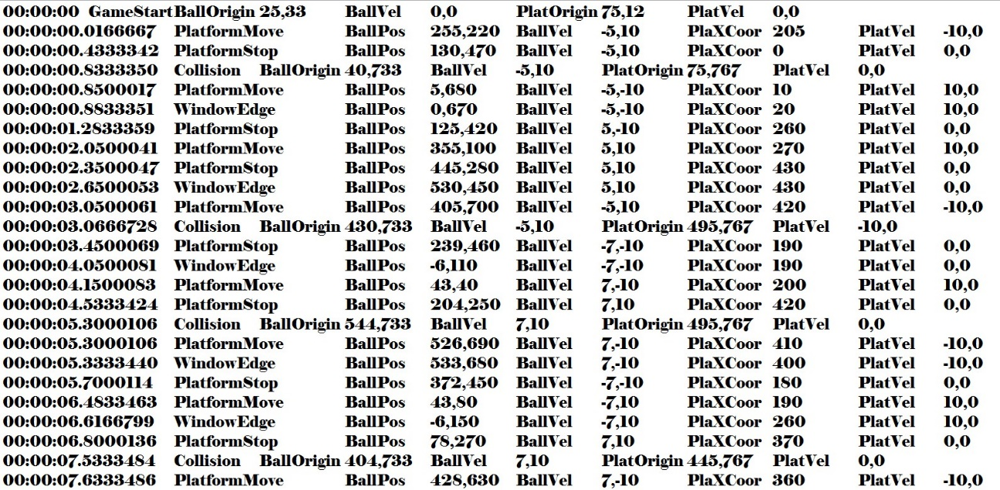 00:00:00 GameStart BallOrigin 25,33 BallVel 0,0 PlatOrigin 75,12 PlatVel 0,0
00:00:00.0166667 PlatformMove BallPos 255,220 BallVel -5,10 PlaXCoor 205 PlatVel -10,0
00:00:00.4333342 PlatformStop BallPos 130,470 BallVel -5,10 PlaXCoor 0 PlatVel 0,0
00:00:00.8333350 Collision BallOrigin 40,733 BallVel -5,10 PlatOrigin 75,767 PlatVel 0,0
00:00:00.8500017 PlatformMove BallPos 5,680 BallVel -5,-10 PlaXCoor 10 PlatVel 10,0
00:00:00.8833351 WindowEdge BallPos 0,670 BallVel -5,-10 PlaXCoor 20 PlatVel 10,0
00:00:01.2833359 PlatformStop BallPos 125,420 BallVel 5,-10 PlaXCoor 260 PlatVel 0,0
00:00:02.0500041 PlatformMove BallPos 355,100 BallVel 5,10 PlaXCoor 270 PlatVel 10,0
00:00:02.3500047 PlatformStop BallPos 445,280 BallVel 5,10 PlaXCoor 430 PlatVel 0,0
00:00:02.6500053 WindowEdge BallPos 530,450 BallVel 5,10 PlaXCoor 430 PlatVel 0,0
00:00:03.0500061 PlatformMove BallPos 405,700 BallVel -5,10 PlaXCoor 420 PlatVel -10,0
00:00:03.0666728 Collision BallOrigin 430,733 BallVel -5,10 PlatOrigin 495,767 PlatVel -10,0
00:00:03.4500069 PlatformStop BallPos 239,460 BallVel -7,-10 PlaXCoor 190 PlatVel 0,0
00:00:04.0500081 WindowEdge BallPos -6,110 BallVel -7,-10 PlaXCoor 190 PlatVel 0,0
00:00:04.1500083 PlatformMove BallPos 43,40 BallVel 7,-10 PlaXCoor 200 PlatVel 10,0
00:00:04.5333424 PlatformStop BallPos 204,250 BallVel 7,10 PlaXCoor 420 PlatVel 0,0
00:00:05.3000106 Collision BallOrigin 544,733 BallVel 7,10 PlatOrigin 495,767 PlatVel 0,0
00:00:05.3000106 PlatformMove BallPos 526,690 BallVel 7,-10 PlaXCoor 410 PlatVel -10,0
00:00:05.3333440 WindowEdge BallPos 533,680 BallVel 7,-10 PlaXCoor 400 PlatVel -10,0
00:00:05.7000114 PlatformStop BallPos 372,450 BallVel -7,-10 PlaXCoor 180 PlatVel 0,0
00:00:06.4833463 PlatformMove BallPos 43,80 BallVel -7,10 PlaXCoor 190 PlatVel 10,0
00:00:06.6166799 WindowEdge BallPos -6,150 BallVel -7,10 PlaXCoor 260 PlatVel 10,0
00:00:06.8000136 PlatformStop BallPos 78,270 BallVel 7,10 PlaXCoor 370 PlatVel 0,0
00:00:07.5333484 Collision BallOrigin 404,733 BallVel 7,10 PlatOrigin 445,767 PlatVel 0,0
00:00:07.6333486 PlatformMove BallPos 428,630 BallVel 7,-10 PlaXCoor 360 PlatVel -10,0